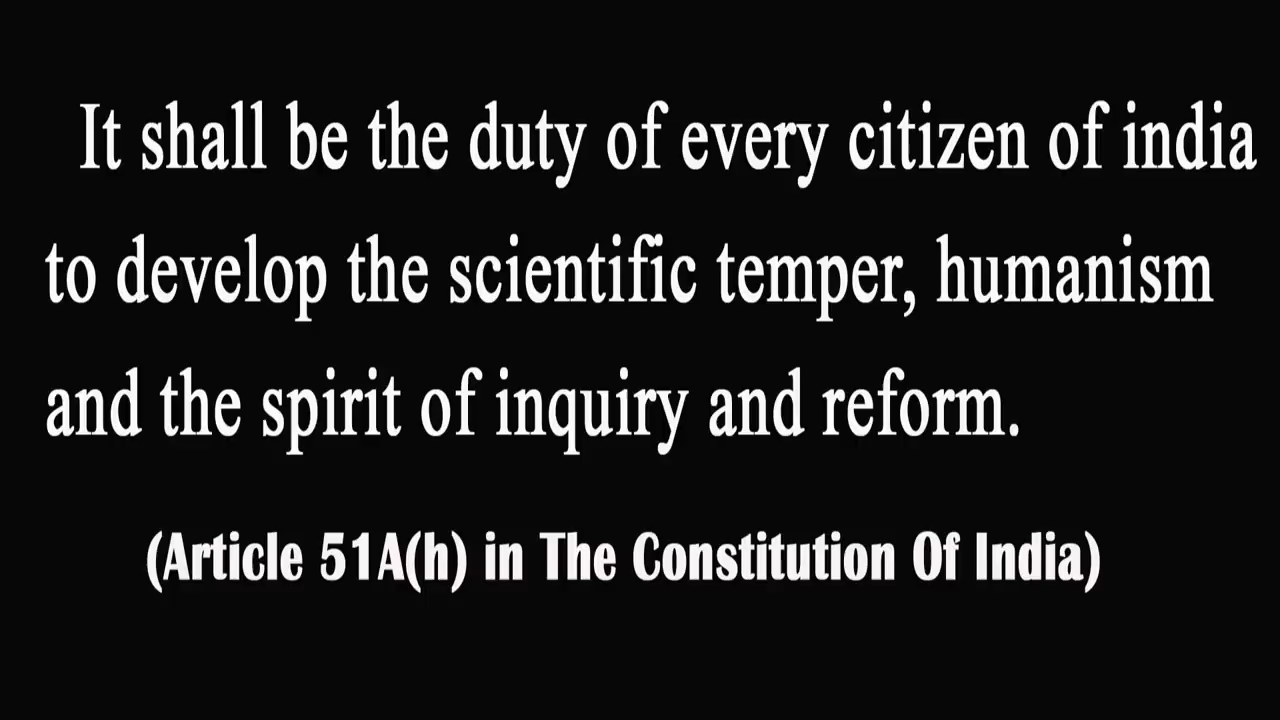 It shall be the duty of every citizen of india
to develop the scientific temper, humanism
and the spirit of inquiry and reform.
(Article 51A(h) in The Constitution Of India)